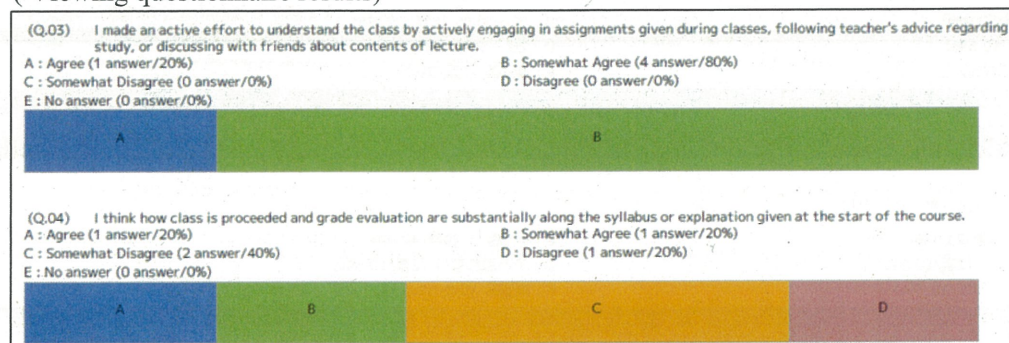 (Q.03) I made an active effort to understand the class by actively engaging in assignments given during classes, following teacher's advice regarding
study, or discussing with friends about contents of lecture.
A : Agree (1 answer/20%) B : Somewhat Agree (4 answer/80%)
C : Somewhat Disagree (0 answer/0%) D : Disagree (0 answer/0%)
E : No answer (0 answer/0%)
A B
(Q.04) I think how class is proceeded and grade evaluation are substantially along the syllabus or explanation given at the start of the course.
A : Agree (1 answer/20%) B : Somewhat Agree (1 answer/20%)
C : Somewhat Disagree (2 answer/40%) D : Disagree (1 answer/20%)
E : No answer (0 answer/0%)
A B C D